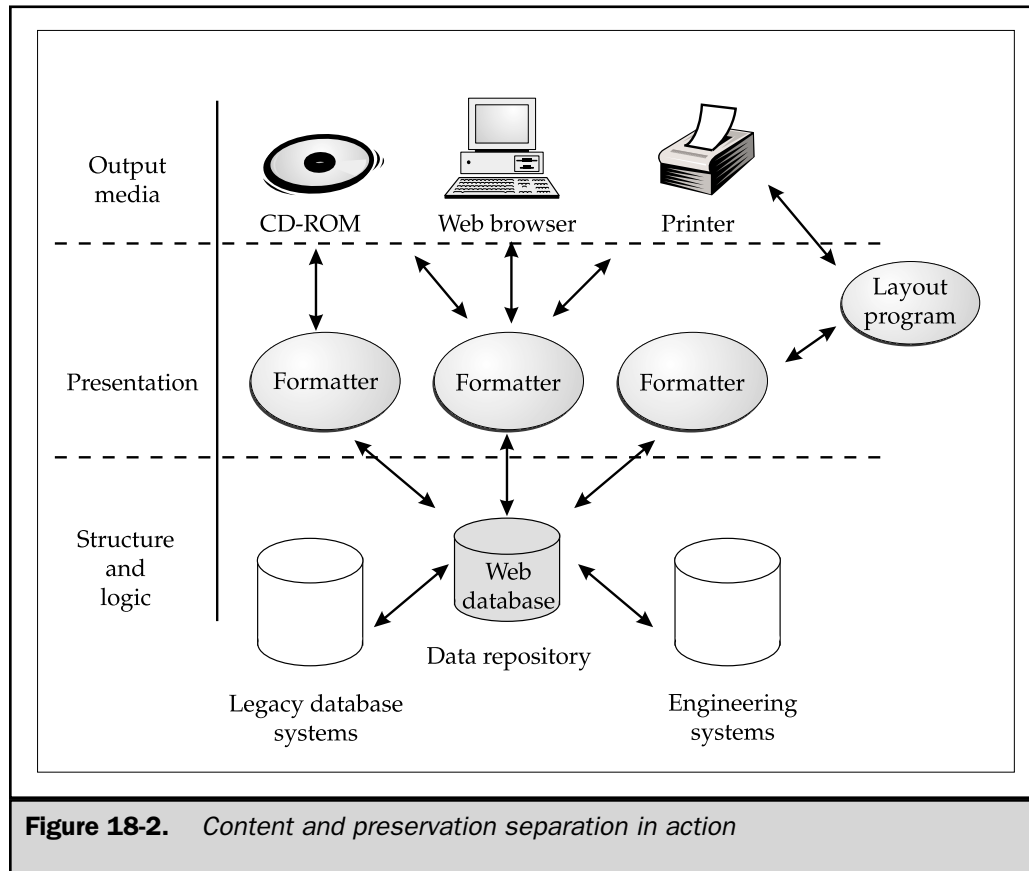 Output
media
CD-ROM
Web browser
Printer
Layout
program
Presentation
Formatter
Formatter
Formatter
Structure
and
logic
Web
database
Data repository
Legacy database
systems
Engineering
systems
Figure 18-2. Content and preservation separation in action